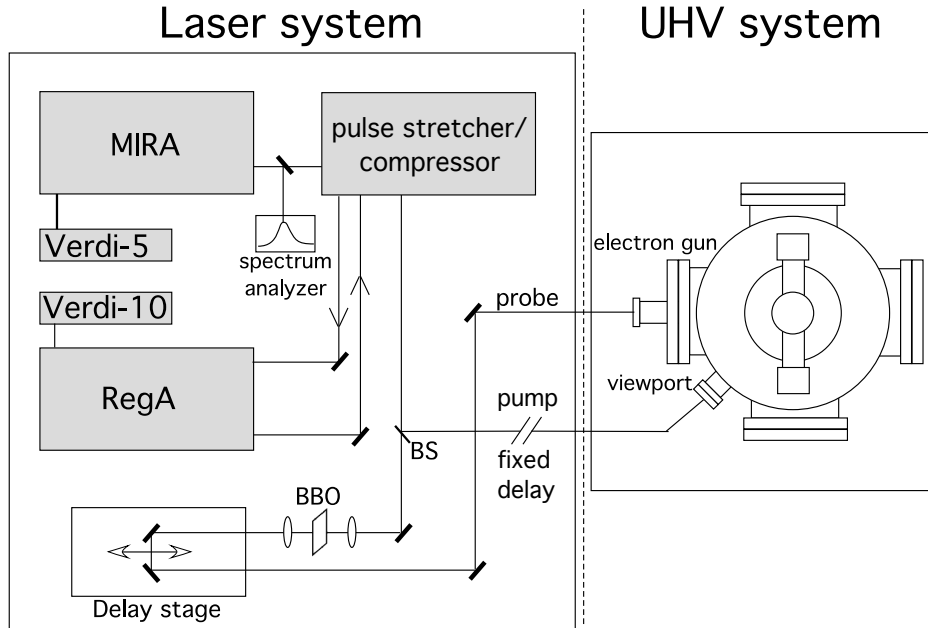 Laser system
UHV system
MIRA
pulse stretcher/
compressor
Verdi-5
spectrum
analyzer
electron gun
Verdi-10
probe
RegA
viewport
pump
BS
fixed
delay
BBO
Delay stage